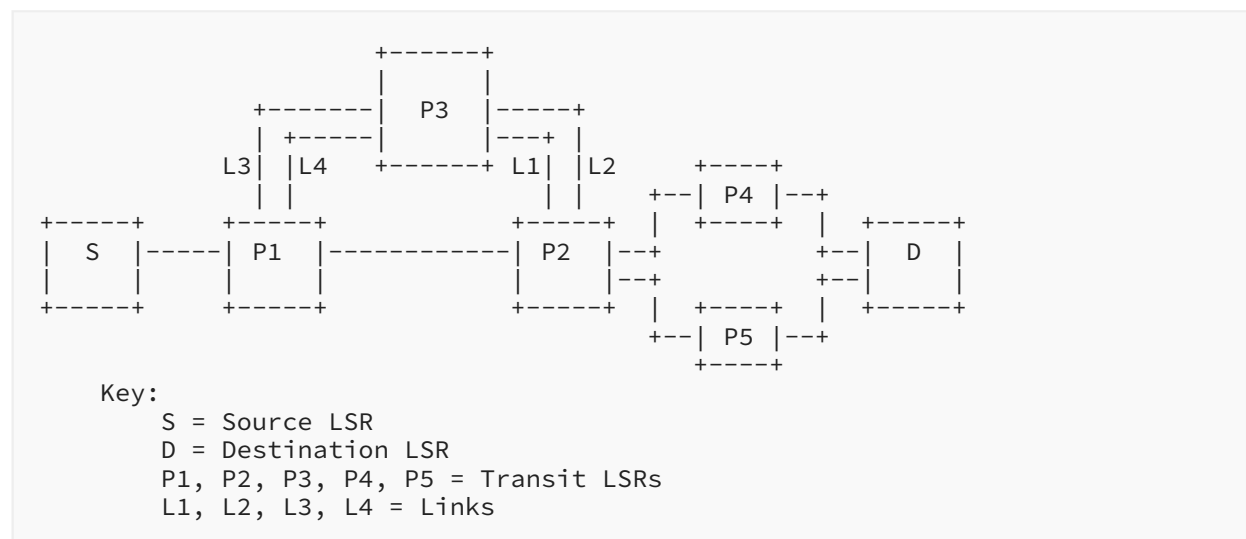 P3
L3 L4 L1 L2
P4
S P1 P2 D
P5
Key:
S = Source LSR
D = Destination LSR
P1, P2, P3, P4, P5 = Transit LSRs
L1, L2, L3, L4 = Links